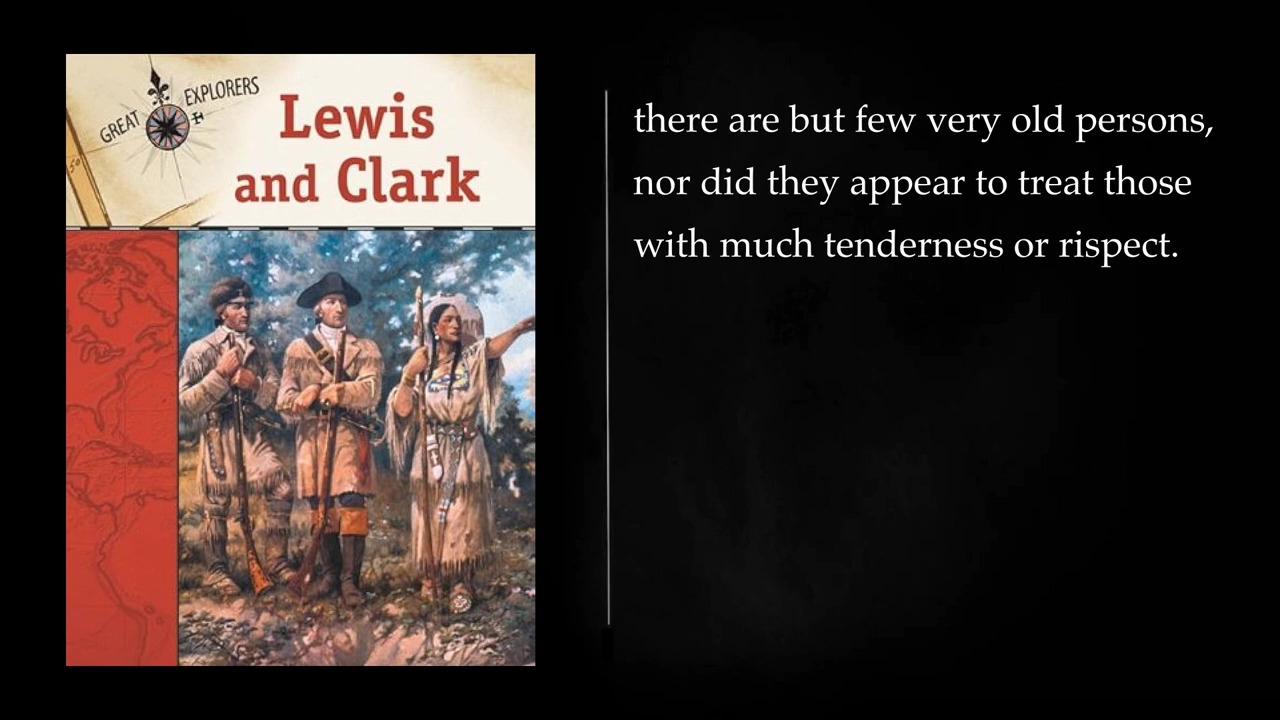 GREAT EXPLORERS
Lewis
and Clark
50
there are but few very old persons,
nor did they appear to treat those
with much tenderness or rispect.